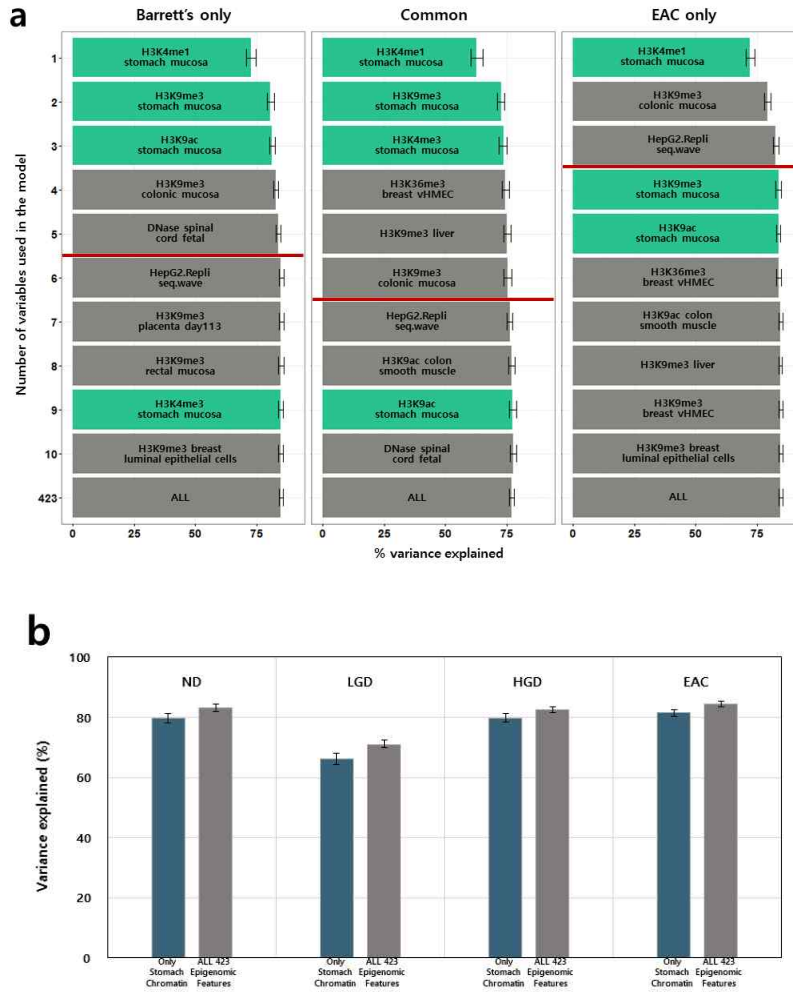 a
Barrett's only
Common
EAC only
Number of variables used in the model
1
2
3
4
5
6
7
8
9
10
423
H3K4me1
stomach mucosa
H3K9me3
stomach mucosa
H3K9ac
stomach mucosa
H3K9me3
colonic mucosa
DNase spinal
cord fetal
HepG2.Repli
seq.wave
H3K9me3
placenta day113
H3K9me3
rectal mucosa
H3K4me3
stomach mucosa
H3K9me3 breast
luminal epithelial cells
ALL
0
25
50
75
H3K4me1
stomach mucosa
H3K9me3
stomach mucosa
H3K4me3
stomach mucosa
H3K36me3
breast vHMEC
H3K9me3 liver
H3K9me3
colonic mucosa
HepG2.Repli
seq.wave
H3K9ac colon
smooth muscle
H3K9ac
stomach mucosa
DNase spinal
cord fetal
ALL
0
25
50
75
H3K4me1
stomach mucosa
H3K9me3
colonic mucosa
HepG2.Repli
seq.wave
H3K9me3
stomach mucosa
H3K9ac
stomach mucosa
H3K36me3
breast vHMEC
H3K9ac colon
smooth muscle
H3K9me3 liver
H3K9me3
breast vHMEC
H3K9me3 breast
luminal epithelial cells
ALL
0
25
50
75
% variance explained
b
Variance explained (%)
100
80
60
40
20
0
ND
LGD
HGD
EAC
Only
Stomach
Chromatin
ALL 423
Epigenomic
Features
Only
Stomach
Chromatin
ALL 423
Epigenomic
Features
Only
Stomach
Chromatin
ALL 423
Epigenomic
Features
Only
Stomach
Chromatin
ALL 423
Epigenomic
Features